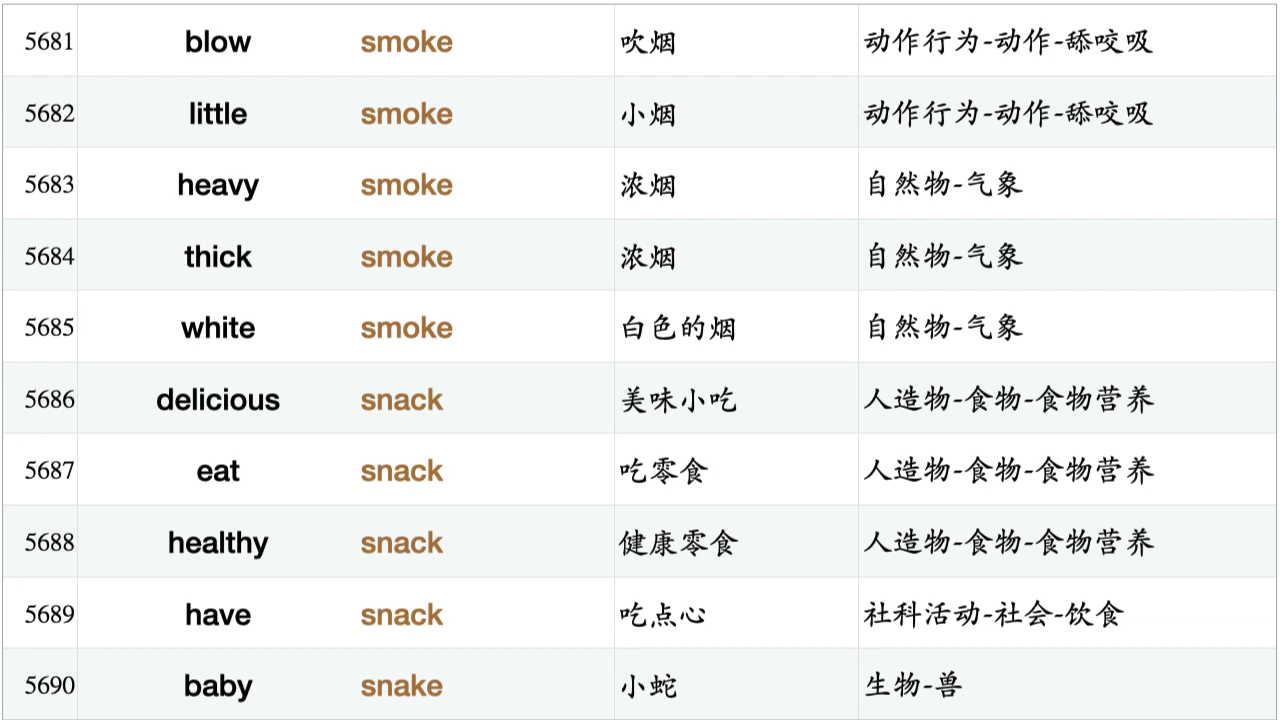 5681 blow smoke 吹烟 动作行为-动作-舔咬吸
5682 little smoke 小烟 动作行为-动作-舔咬吸
5683 heavy smoke 浓烟 自然物-气象
5684 thick smoke 浓烟 自然物-气象
5685 white smoke 白色的烟 自然物-气象
5686 delicious snack 美味小吃 人造物-食物-食物营养
5687 eat snack 吃零食 人造物-食物-食物营养
5688 healthy snack 健康零食 人造物-食物-食物营养
5689 have snack 吃点心 社科活动-社会-饮食
5690 baby snake 小蛇 生物-兽